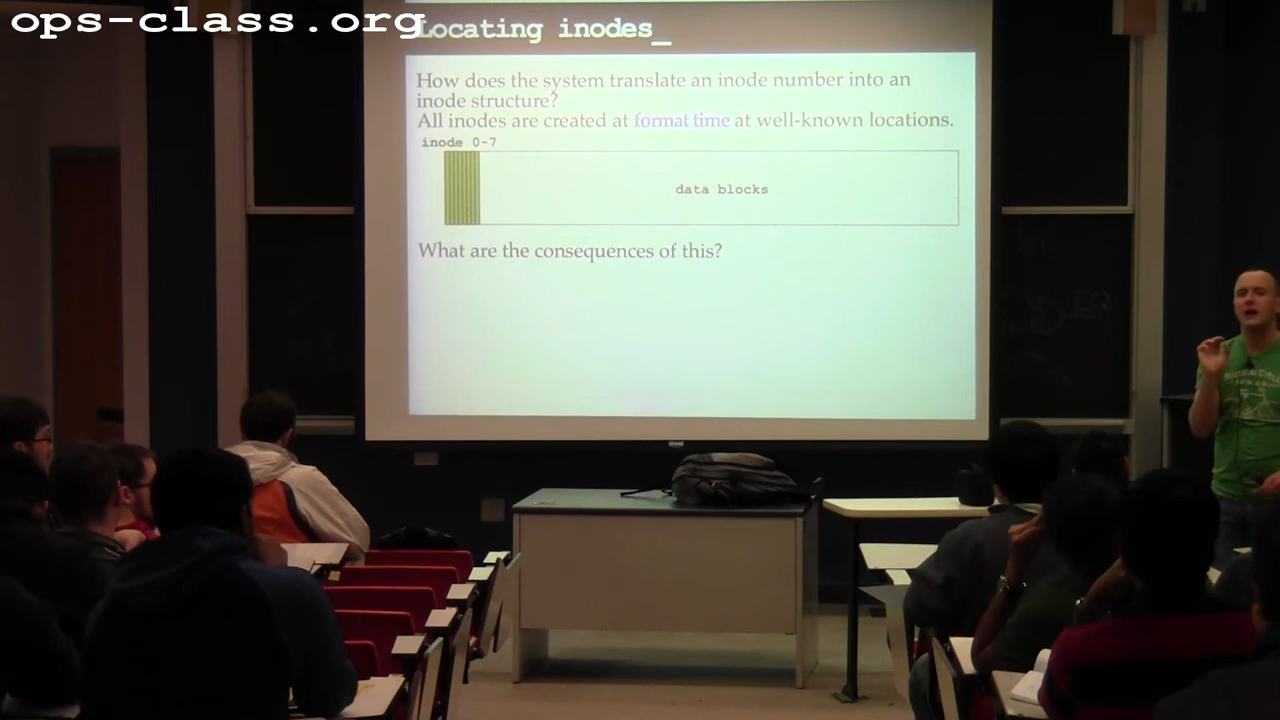 ops-class.org
Locating inodes_
How does the system translate an inode number into an
inode structure?
All inodes are created at format time at well-known locations.
inode 0-7
data blocks
What are the consequences of this?